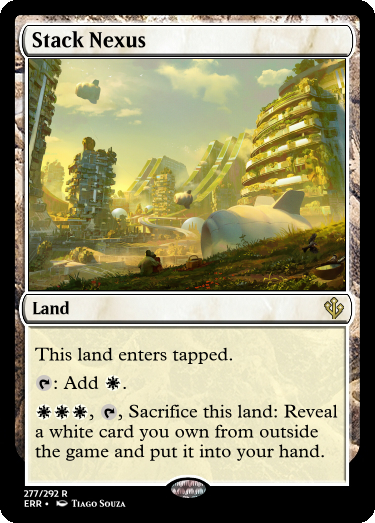 Stack Nexus
Land
This land enters tapped.
: Add .
, , Sacrifice this land: Reveal
a white card you own from outside
the game and put it into your hand.
277/292 R
ERR • Tiago Souza